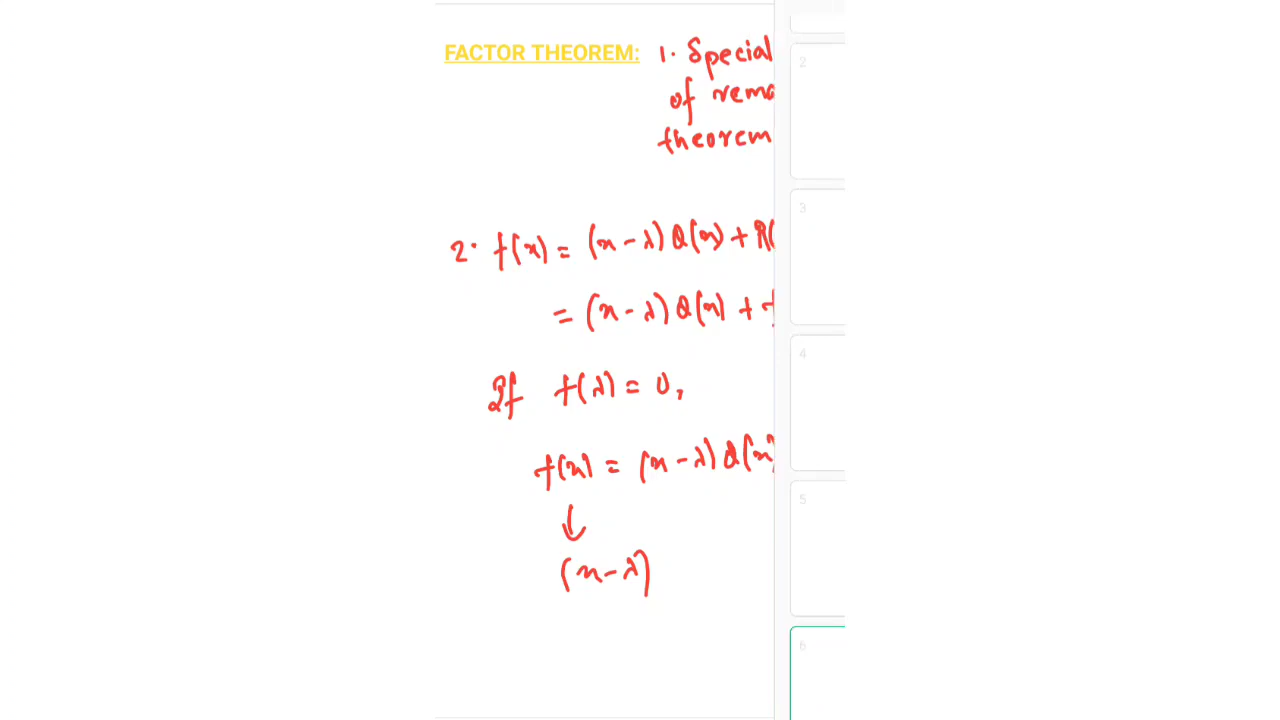 FACTOR THEOREM: 1. Special
of rema
theorem
2. f(x) = (x-λ) Q(x) + R(
= (x-λ) Q(x) + f
If f(λ) = 0,
f(x) = (x-λ) Q(x)
↓
(x-λ)
2
3
4
5
6